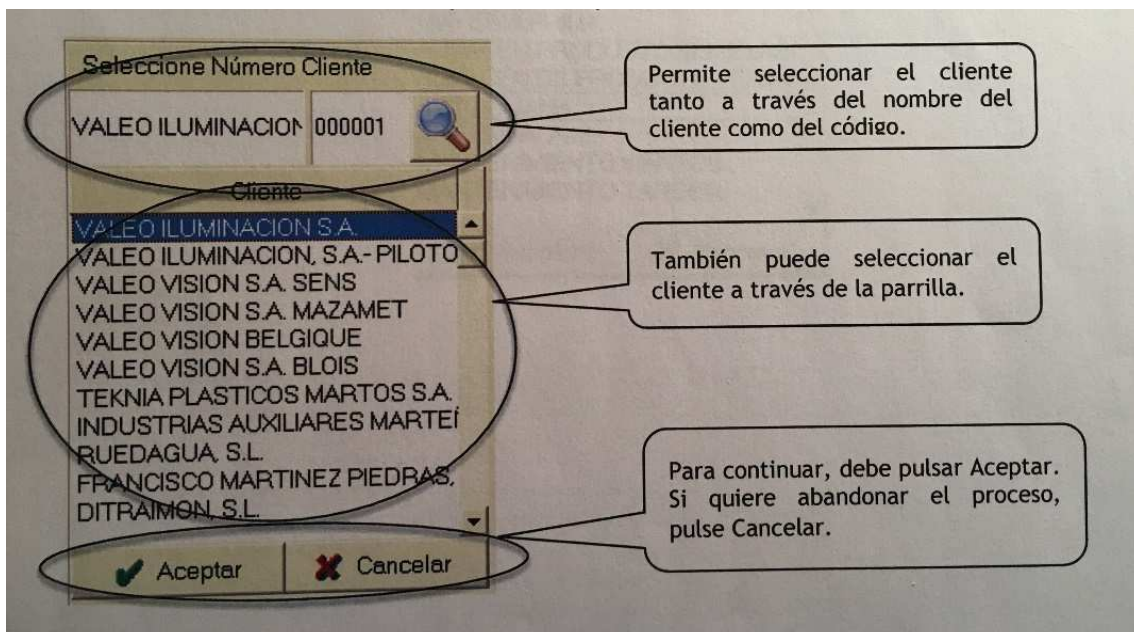 Seleccione Número Cliente
VALEO ILUMINACION 000001
Cliente
VALEO ILUMINACION S.A.
VALEO ILUMINACION, S.A.- PILOTO
VALEO VISION S.A. SENS
VALEO VISION S.A. MAZAMET
VALEO VISION BELGIQUE
VALEO VISION S.A. BLOIS
TEKNIA PLASTICOS MARTOS S.A.
INDUSTRIAS AUXILIARES MARTEÍ
RUEDAGUA, S.L.
FRANCISCO MARTINEZ PIEDRAS,
DITRAIMON, S.L.
Aceptar Cancelar
Permite seleccionar el cliente
tanto a través del nombre del
cliente como del código.
También puede seleccionar el
cliente a través de la parrilla.
Para continuar, debe pulsar Aceptar.
Si quiere abandonar el proceso,
pulse Cancelar.